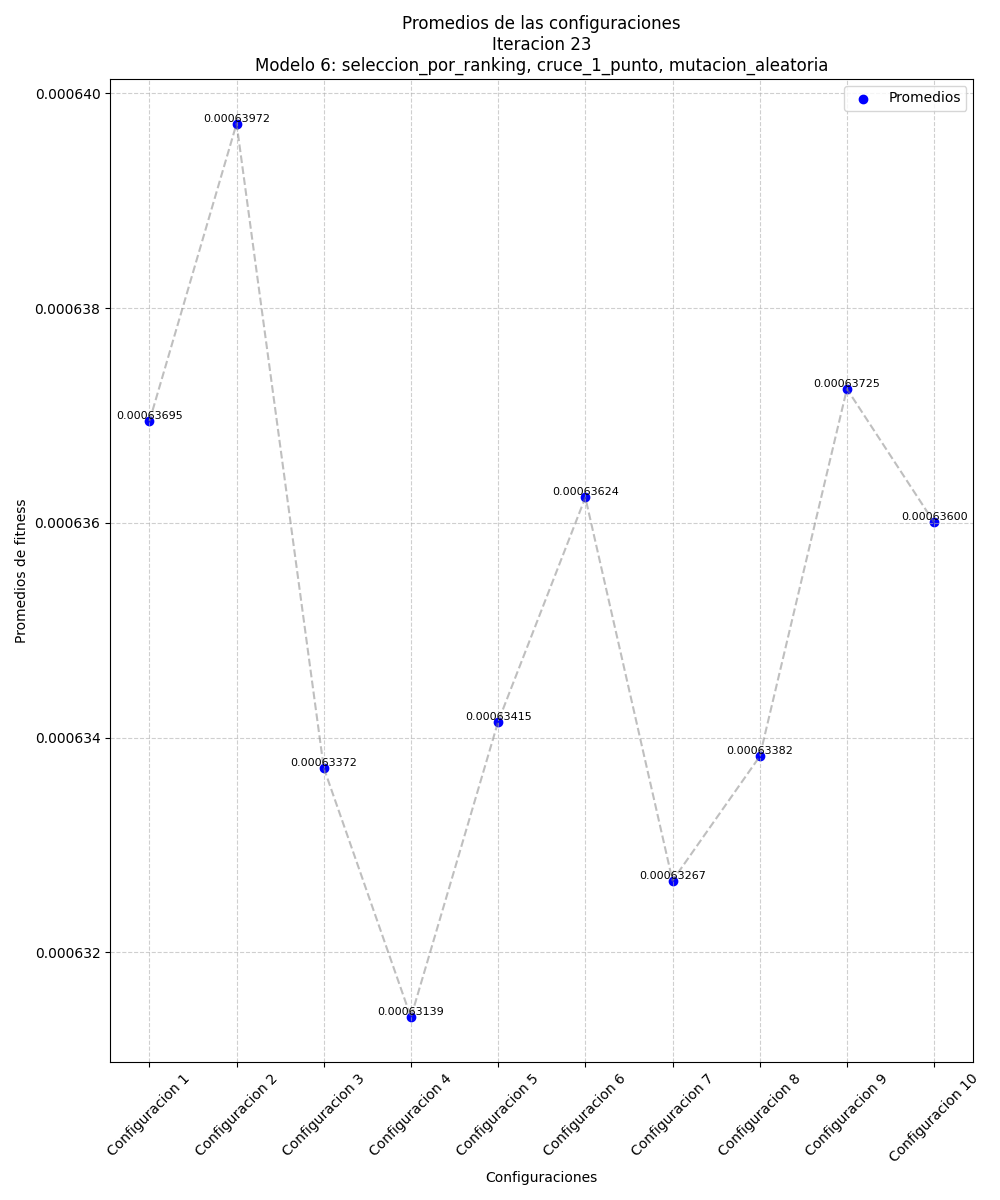 Promedios de las configuraciones
Iteracion 23
Modelo 6: seleccion_por_ranking, cruce_1_punto, mutacion_aleatoria
Promedios
0.000640
0.000638
0.000636
0.000634
0.000632
Promedios de fitness
0.00063695
0.00063972
0.00063372
0.00063139
0.00063415
0.00063624
0.00063267
0.00063382
0.00063725
0.00063600
Configuracion 1
Configuracion 2
Configuracion 3
Configuracion 4
Configuracion 5
Configuracion 6
Configuracion 7
Configuracion 8
Configuracion 9
Configuracion 10
Configuraciones